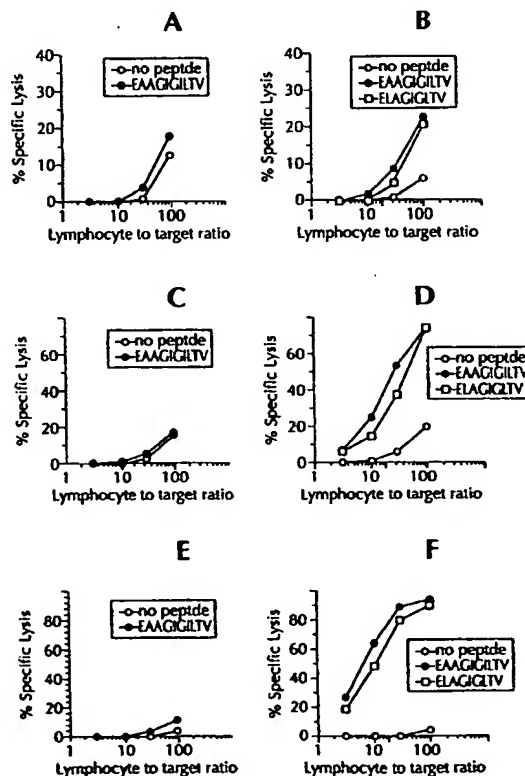 A
% Specific Lysis
40
30
20
10
0
no peptde
EAAGIGILTV
1 10 100
Lymphocyte to target ratio
B
% Specific Lysis
40
30
20
10
0
no peptde
EAAGIGILTV
ELAGIGLTV
1 10 100
Lymphocyte to target ratio
C
% Specific Lysis
60
40
20
0
no peptde
EAAGIGILTV
1 10 100
Lymphocyte to target ratio
D
% Specific Lysis
60
40
20
0
no peptde
EAAGIGILTV
ELAGIGLTV
1 10 100
Lymphocyte to target ratio
E
% Specific Lysis
80
60
40
20
0
no peptde
EAAGIGILTV
1 10 100
Lymphocyte to target ratio
F
% Specific Lysis
80
60
40
20
0
no peptde
EAAGIGILTV
ELAGIGLTV
1 10 100
Lymphocyte to target ratio